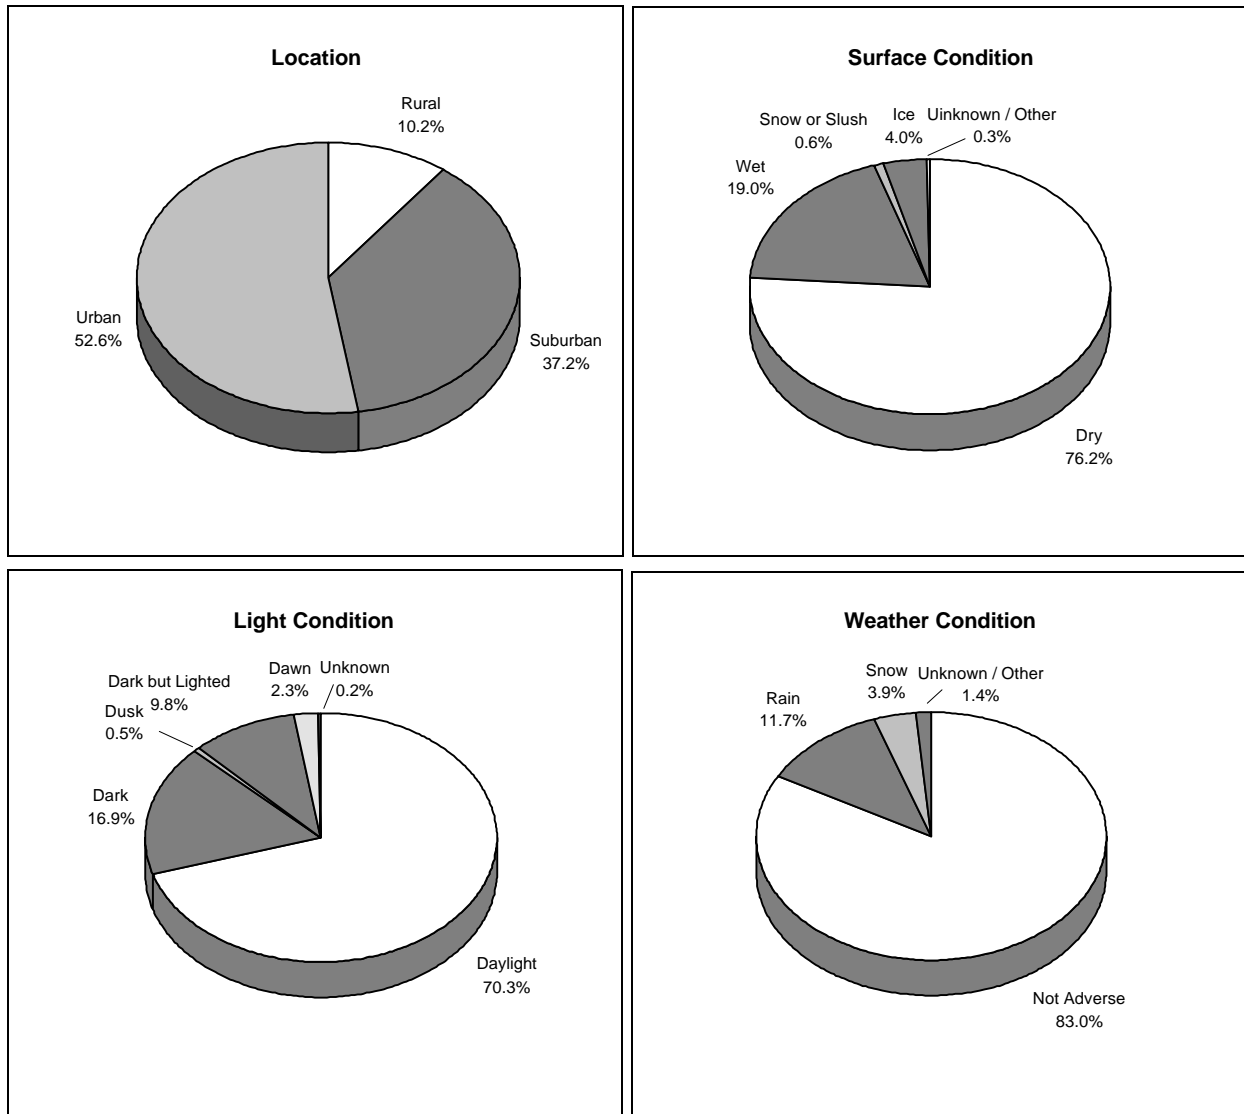 Location
Rural
10.2%
Urban
52.6%
Suburban
37.2%
Surface Condition
Snow or Slush
0.6%
Ice
4.0%
Uinknown / Other
0.3%
Wet
19.0%
Dry
76.2%
Light Condition
Dawn
2.3%
Unknown
0.2%
Dark but Lighted
9.8%
Dusk
0.5%
Dark
16.9%
Daylight
70.3%
Weather Condition
Snow
3.9%
Unknown / Other
1.4%
Rain
11.7%
Not Adverse
83.0%